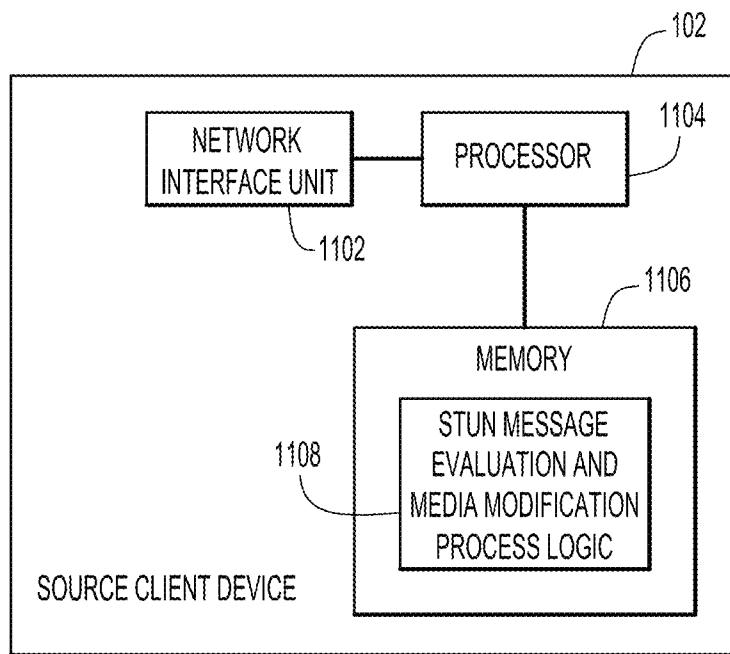 102
NETWORK
INTERFACE UNIT
1102
PROCESSOR
1104
1106
MEMORY
STUN MESSAGE
EVALUATION AND
MEDIA MODIFICATION
PROCESS LOGIC
1108
SOURCE CLIENT DEVICE